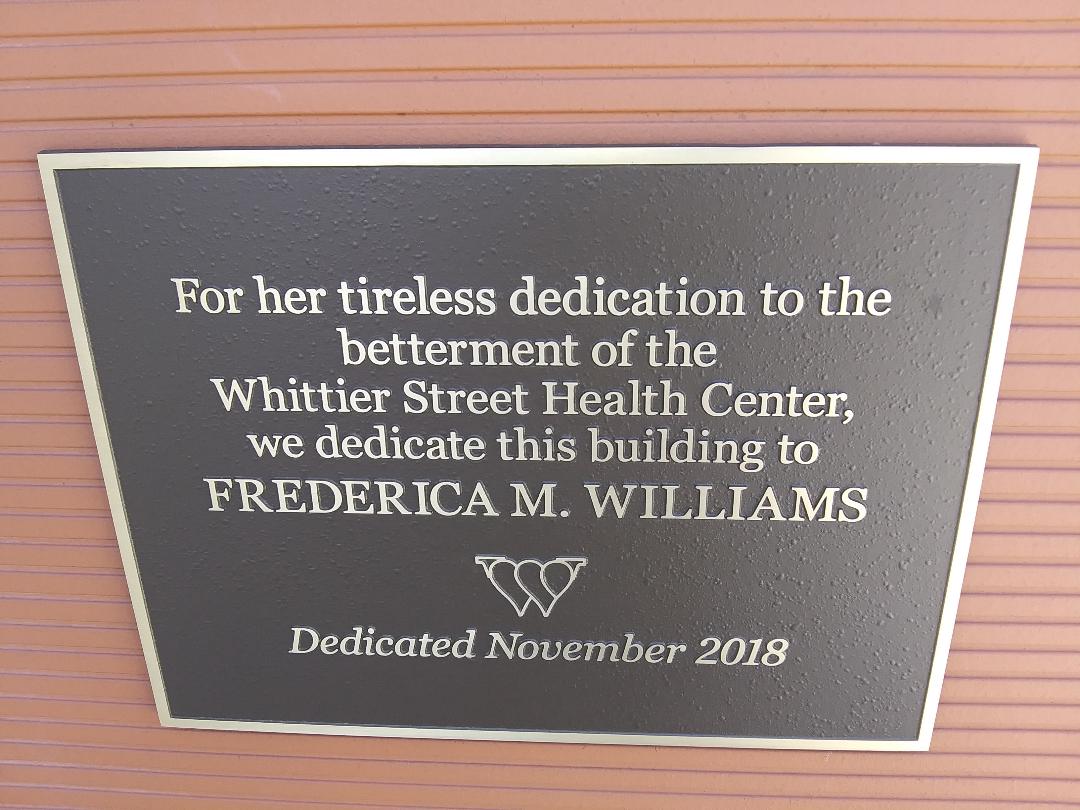 For her tireless dedication to the
betterment of the
Whittier Street Health Center,
we dedicate this building to
FREDERICA M. WILLIAMS
Dedicated November 2018